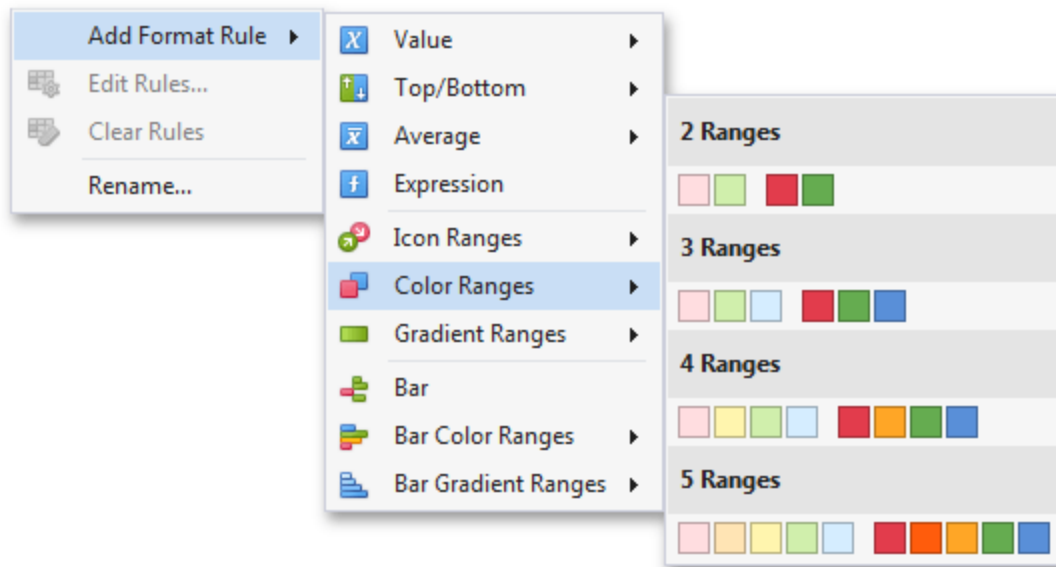 Add Format Rule
Edit Rules...
Clear Rules
Rename...
Value
Top/Bottom
Average
Expression
Icon Ranges
Color Ranges
Gradient Ranges
Bar
Bar Color Ranges
Bar Gradient Ranges
2 Ranges
3 Ranges
4 Ranges
5 Ranges